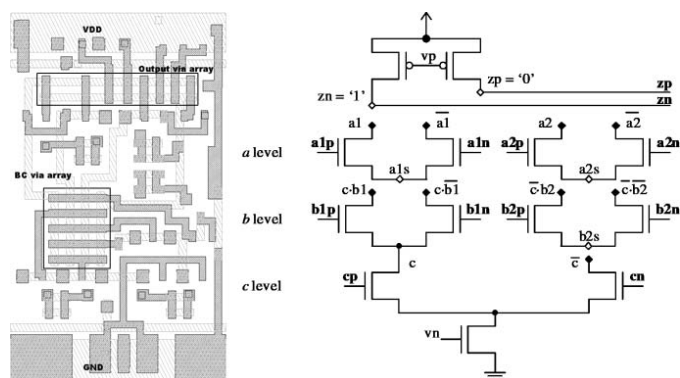 VDD
Output via array
BC via array
GND
a level
b level
c level
vp
zn = '1'
zp = '0'
zp
zn
a1 a1̅ a2 a2̅
a1p a1n a2p a2n
a1s a2s
c·b1 c·b1̅ c̅·b2 c̅·b2̅
b1p b1n b2p b2n
b2s
c c̅
cp cn
vn